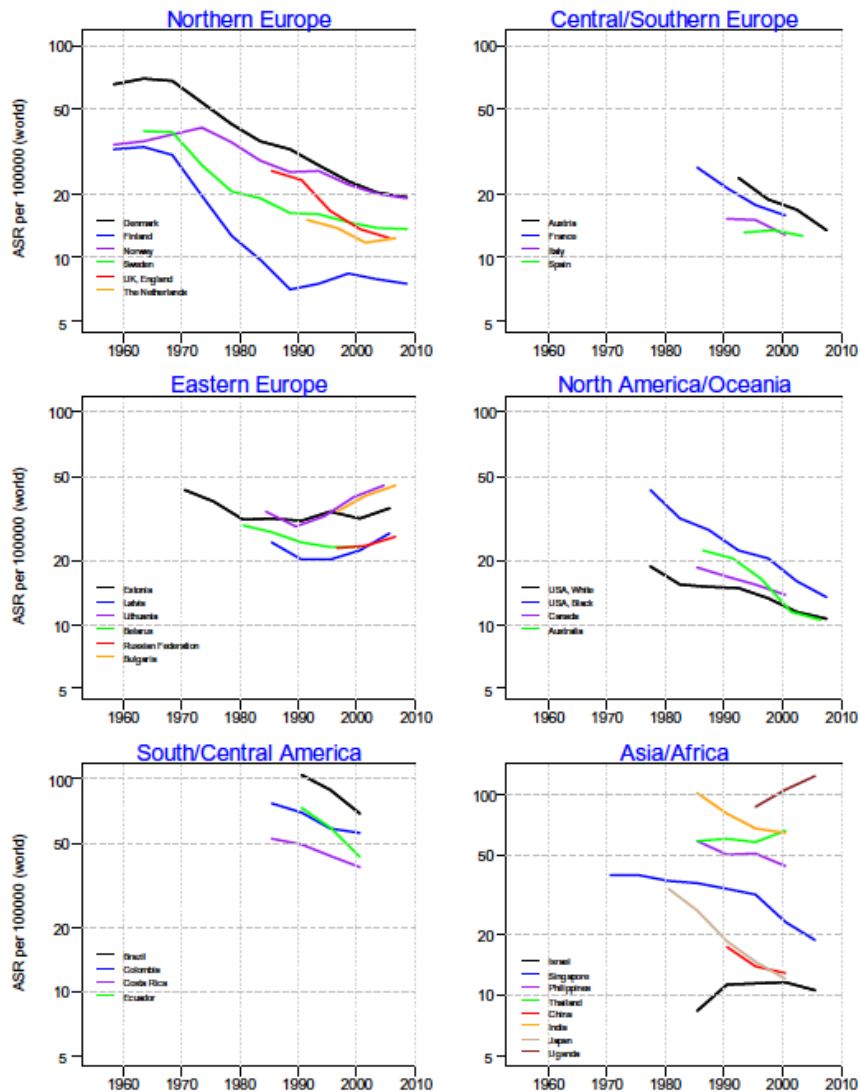 Northern Europe
ASR per 100000 (world)
100
50
20
10
5
Denmark
Finland
Norway
Sweden
UK, England
The Netherlands
1960 1970 1980 1990 2000 2010
Central/Southern Europe
100
50
20
10
5
Austria
France
Italy
Spain
1960 1970 1980 1990 2000 2010
Eastern Europe
ASR per 100000 (world)
100
50
20
10
5
Estonia
Latvia
Lithuania
Belarus
Russian Federation
Bulgaria
1960 1970 1980 1990 2000 2010
North America/Oceania
100
50
20
10
5
USA, White
USA, Black
Canada
Australia
1960 1970 1980 1990 2000 2010
South/Central America
ASR per 100000 (world)
100
50
20
10
5
Brazil
Colombia
Costa Rica
Ecuador
1960 1970 1980 1990 2000 2010
Asia/Africa
100
50
20
10
5
Israel
Singapore
Philippines
Thailand
China
India
Japan
Uganda
1960 1970 1980 1990 2000 2010